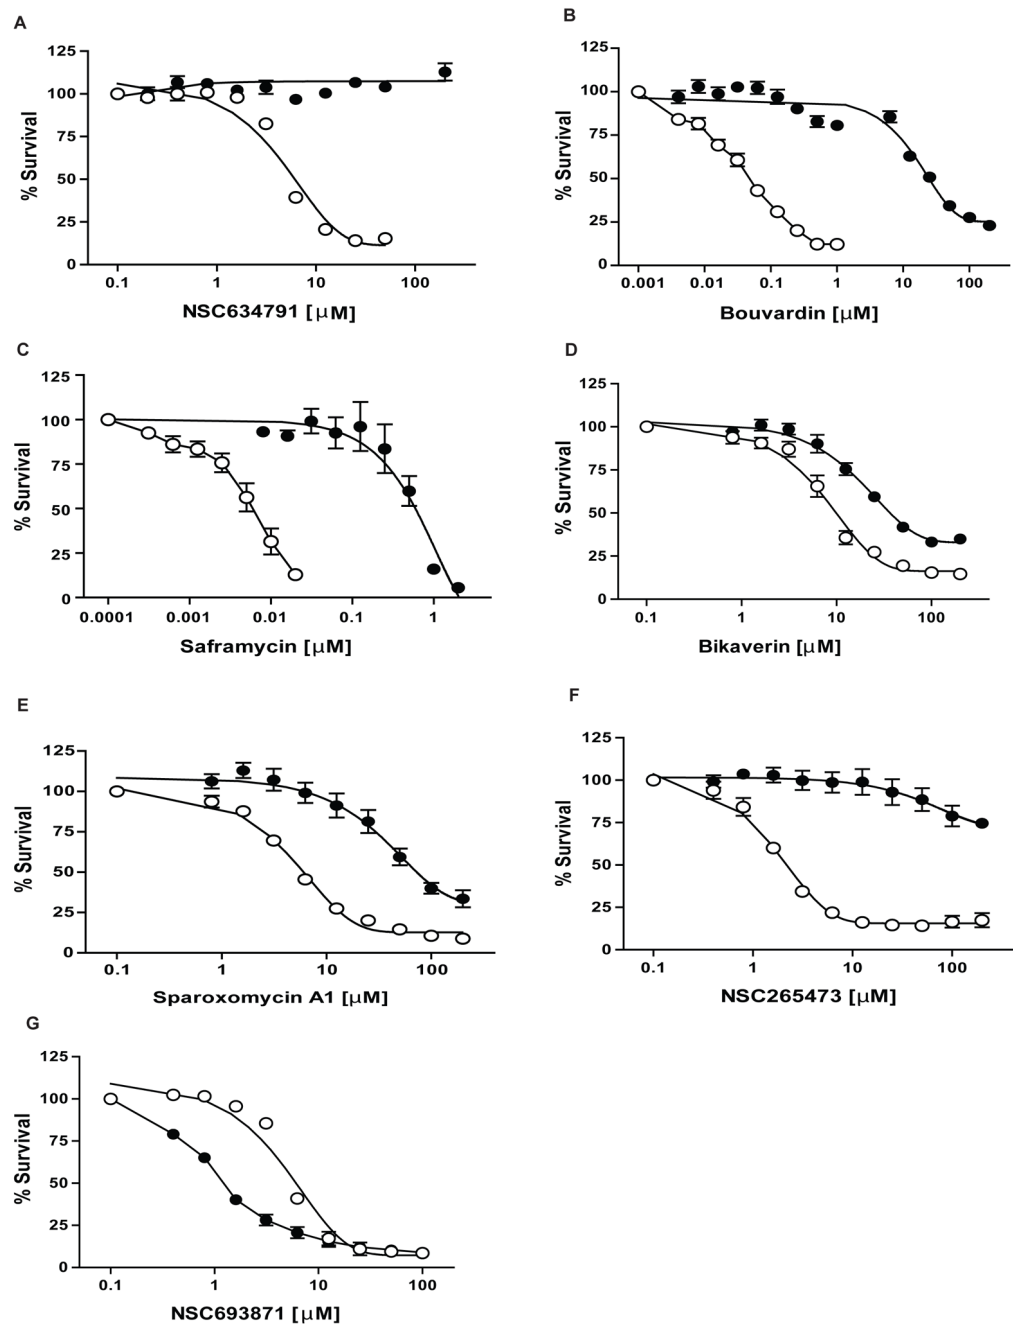 A
125
100
75
50
25
0
% Survival
0.1 1 10 100
NSC634791 [μM]
B
125
100
75
50
25
0
% Survival
0.001 0.01 0.1 1 10 100
Bouvardin [μM]
C
125
100
75
50
25
0
% Survival
0.0001 0.001 0.01 0.1 1
Saframycin [μM]
D
125
100
75
50
25
0
% Survival
0.1 1 10 100
Bikaverin [μM]
E
125
100
75
50
25
0
% Survival
0.1 1 10 100
Sparoxomycin A1 [μM]
F
125
100
75
50
25
0
% Survival
0.1 1 10 100
NSC265473 [μM]
G
125
100
75
50
25
0
% Survival
0.1 1 10 100
NSC693871 [μM]